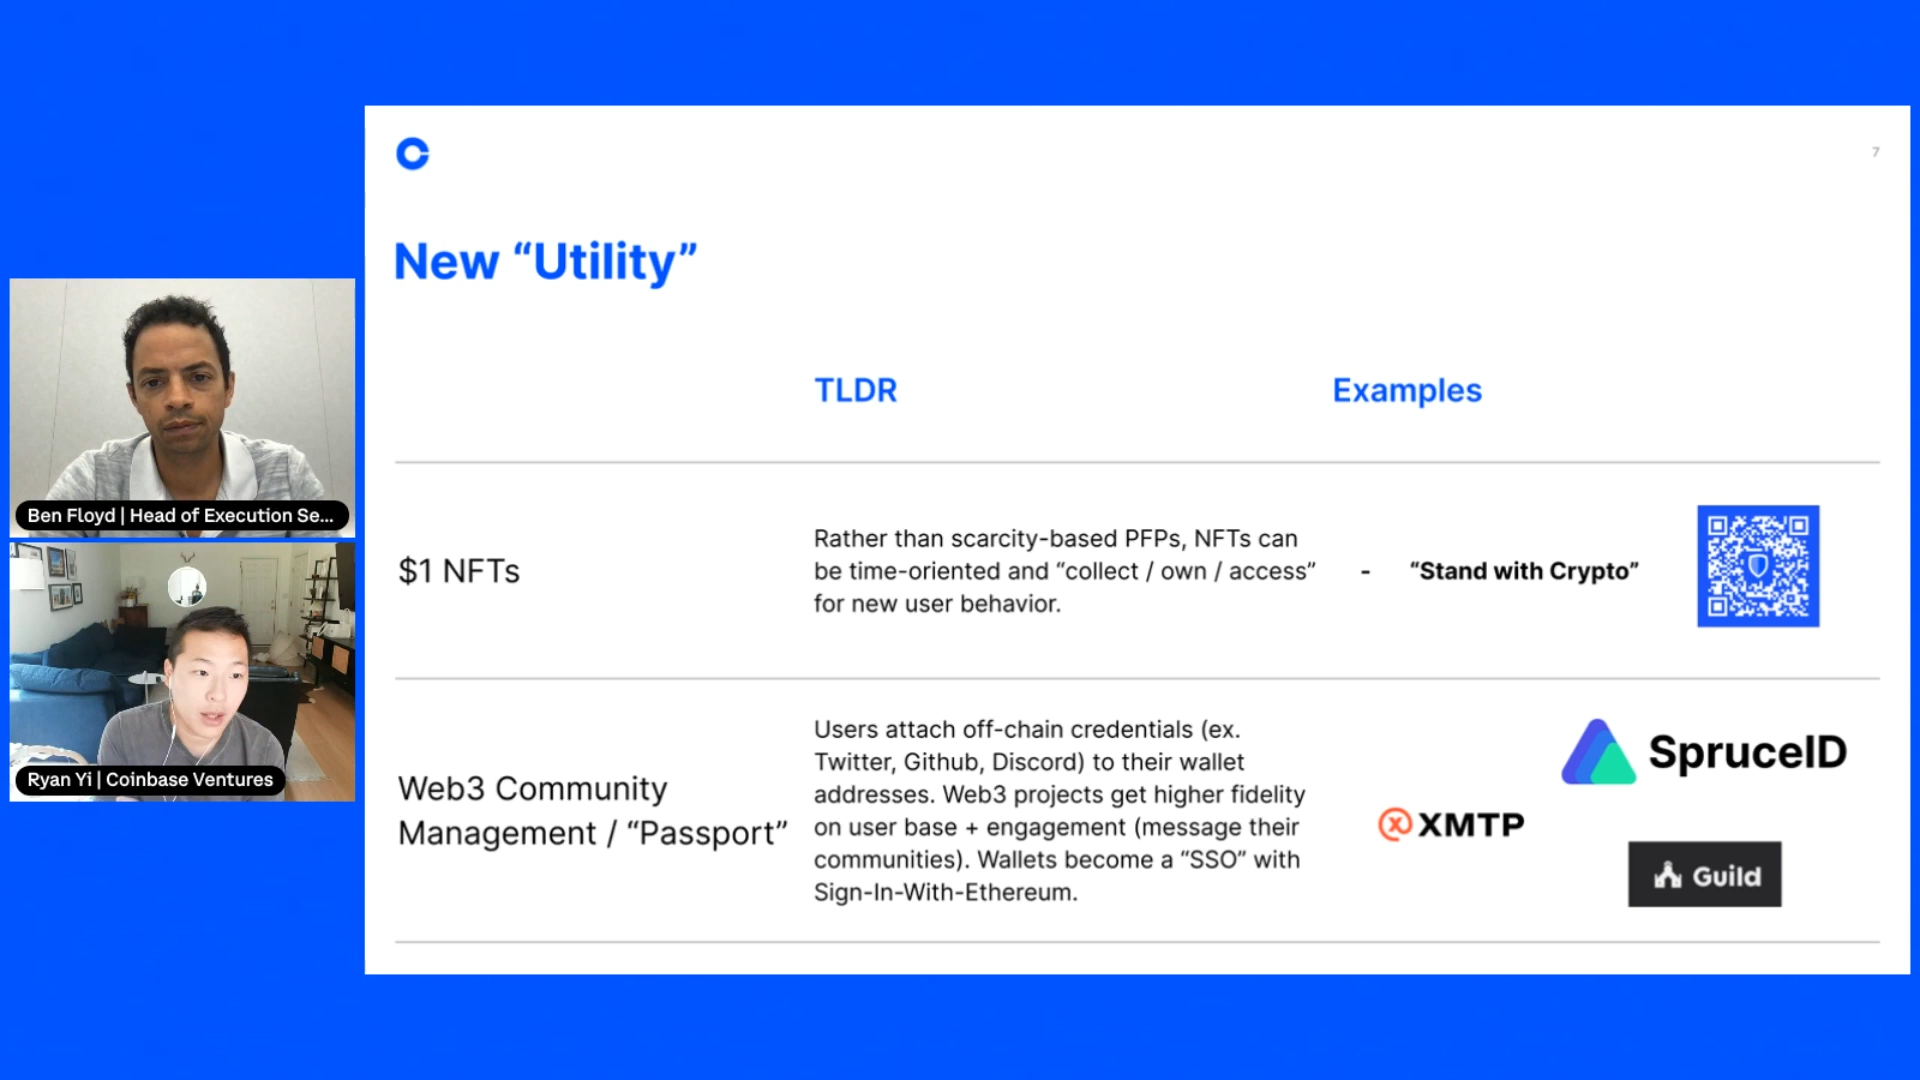 7
New “Utility”
TLDR
Examples
$1 NFTs
Rather than scarcity-based PFPs, NFTs can
be time-oriented and “collect / own / access”
for new user behavior.
- “Stand with Crypto”
Web3 Community
Management / “Passport”
Users attach off-chain credentials (ex.
Twitter, Github, Discord) to their wallet
addresses. Web3 projects get higher fidelity
on user base + engagement (message their
communities). Wallets become a “SSO” with
Sign-In-With-Ethereum.
SpruceID
XMTP
Guild
Ben Floyd | Head of Execution Se...
Ryan Yi | Coinbase Ventures